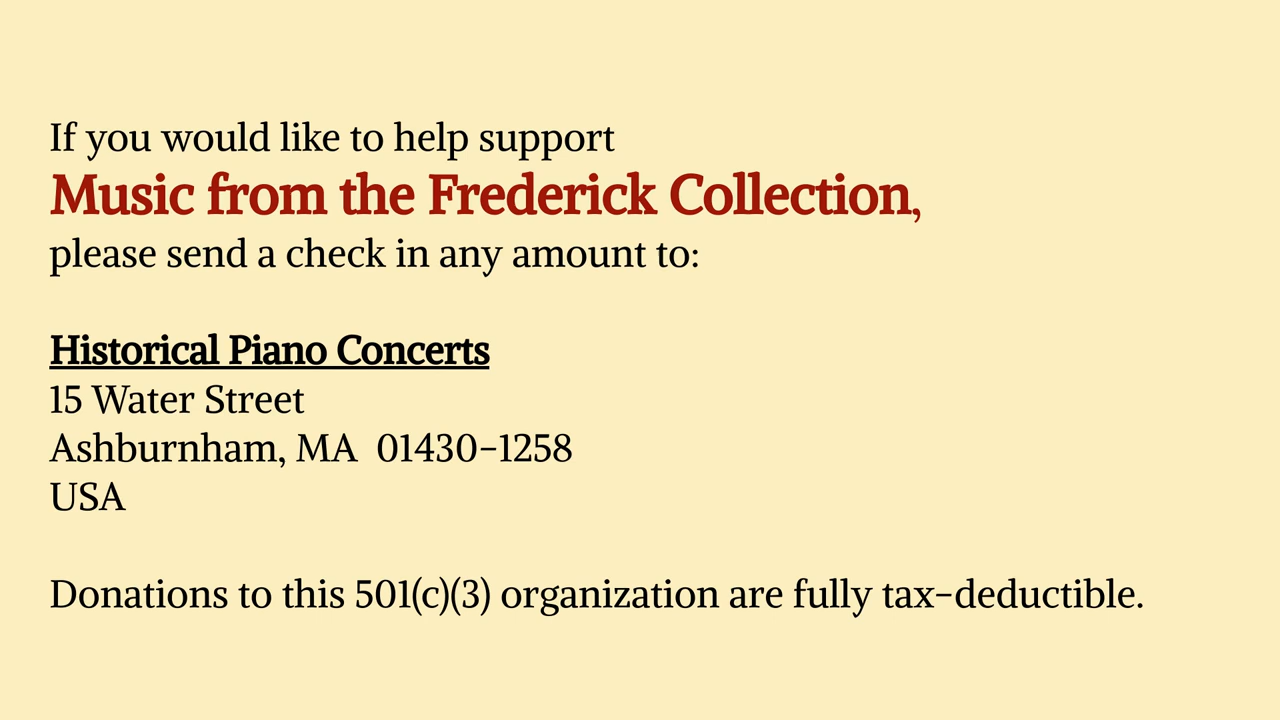 If you would like to help support
Music from the Frederick Collection,
please send a check in any amount to:
Historical Piano Concerts
15 Water Street
Ashburnham, MA  01430-1258
USA
Donations to this 501(c)(3) organization are fully tax-deductible.